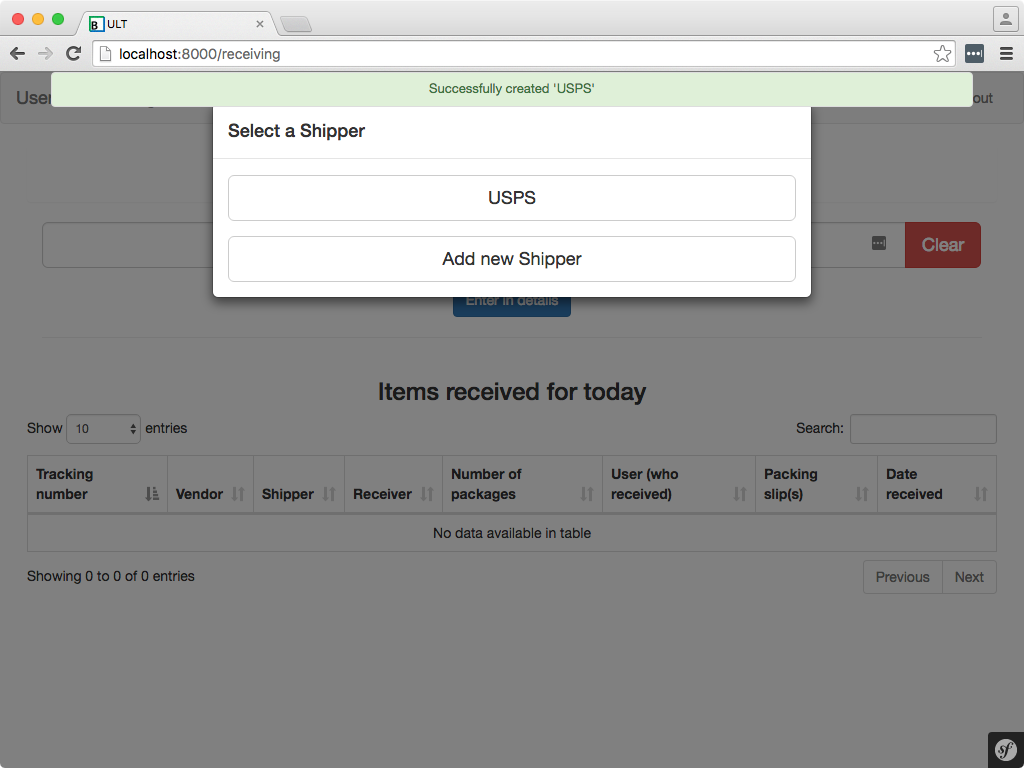 B ULT
localhost:8000/receiving
Successfully created 'USPS'
User
out
Select a Shipper
USPS
Add new Shipper
Clear
Enter in details
Items received for today
Show 10 entries
Search:
Tracking number
Vendor
Shipper
Receiver
Number of packages
User (who received)
Packing slip(s)
Date received
No data available in table
Showing 0 to 0 of 0 entries
Previous
Next
sf